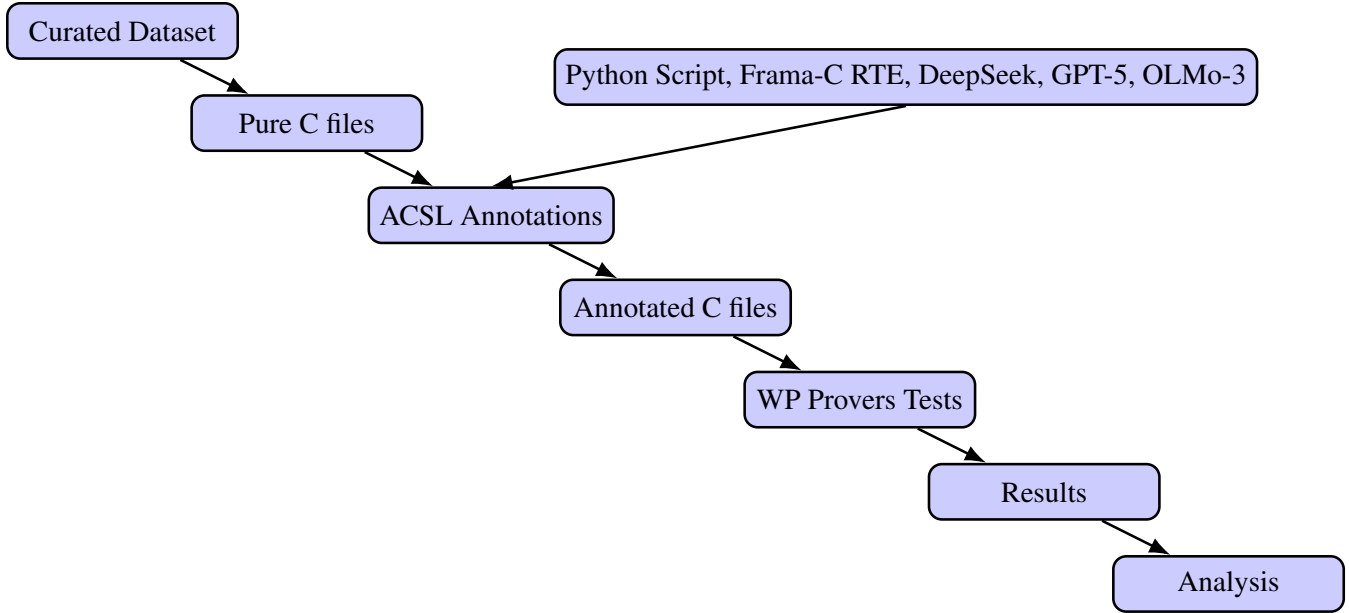 Curated Dataset
Python Script, Frama-C RTE, DeepSeek, GPT-5, OLMo-3
Pure C files
ACSL Annotations
Annotated C files
WP Provers Tests
Results
Analysis